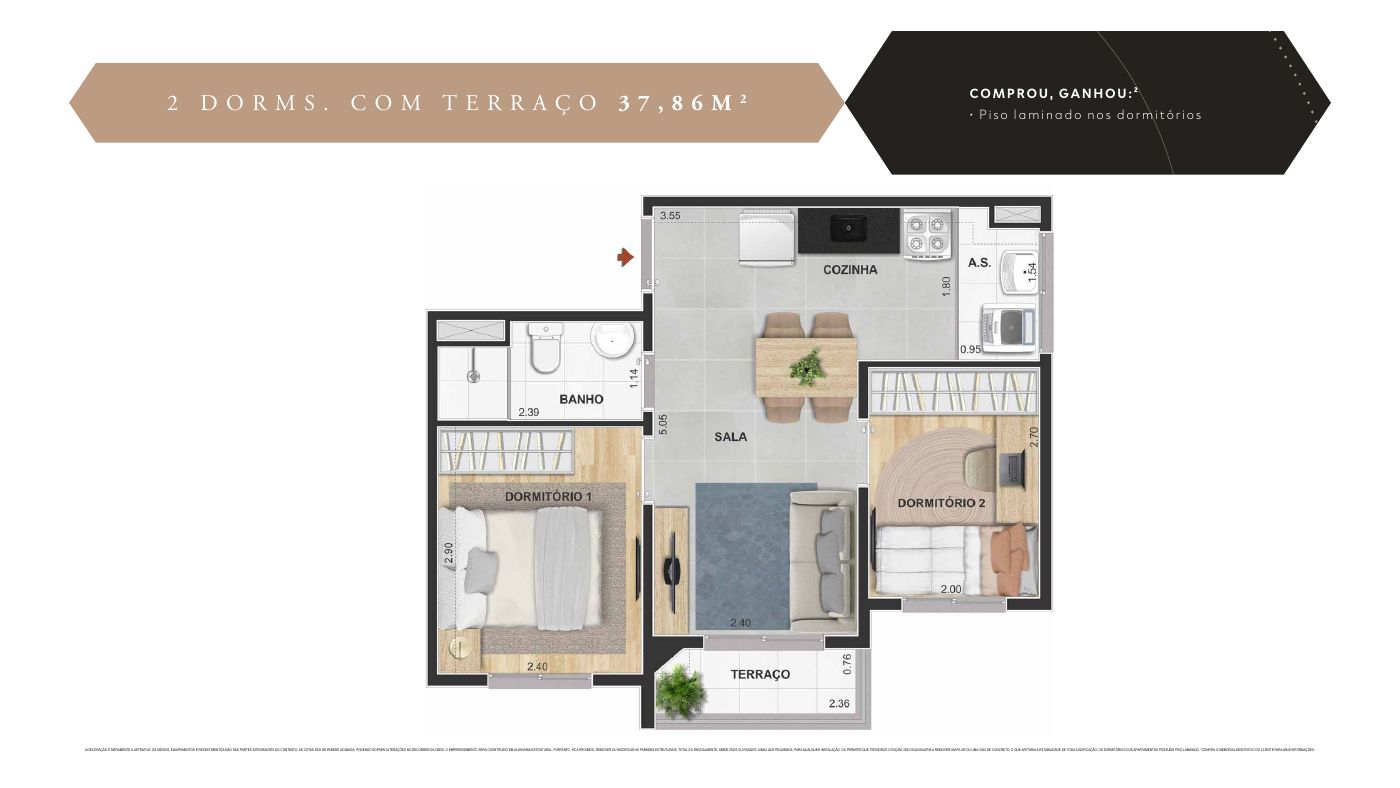 2 DORMS. COM TERRAÇO 37,86M²
COMPROU, GANHOU:²
• Piso laminado nos dormitórios
3.55
COZINHA
A.S.
1.54
1.80
0.95
BANHO
1.14
2.39
5.05
SALA
2.70
DORMITÓRIO 1
DORMITÓRIO 2
2.90
2.00
2.40
2.40
TERRAÇO
0.76
2.36